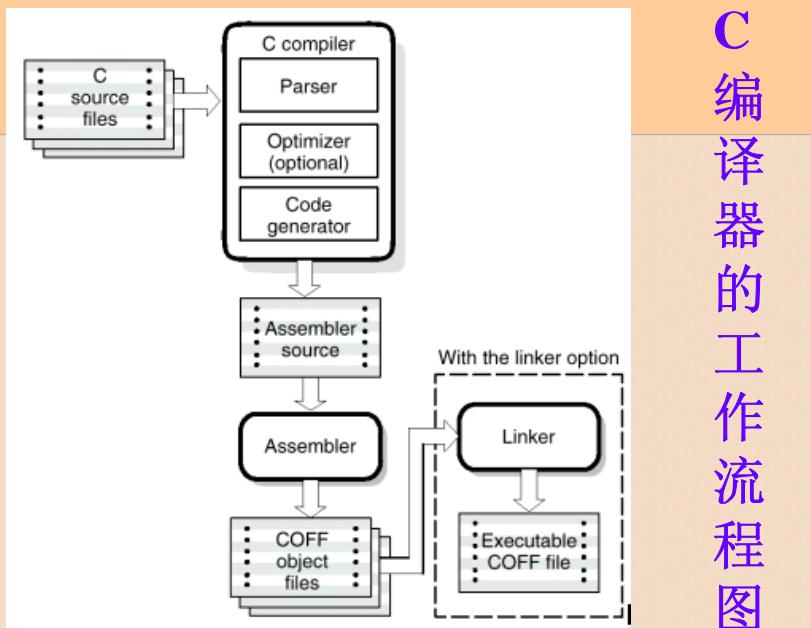 C compiler
C
source
files
Parser
Optimizer
(optional)
Code
generator
Assembler
source
With the linker option
Assembler
Linker
COFF
object
files
Executable
COFF file
C编译器的工作流程图